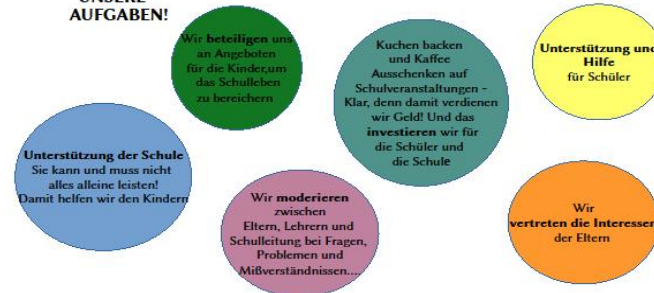 UNSERE
AUFGABEN!
Wir beteiligen uns
an Angeboten
für die Kinder,um
das Schulleben
zu bereichern
Kuchen backen
und Kaffee
Ausschenken auf
Schulveranstaltungen -
Klar, denn damit verdienen
wir Geld! Und das
investieren wir für
die Schüler und
die Schule
Unterstützung und
Hilfe
für Schüler
Unterstützung der Schule
Sie kann und muss nicht
alles alleine leisten!
Damit helfen wir den Kindern
Wir moderieren
zwischen
Eltern, Lehrern und
Schulleitung bei Fragen,
Problemen und
Mißverständnissen....
Wir
vertreten die Interessen
der Eltern